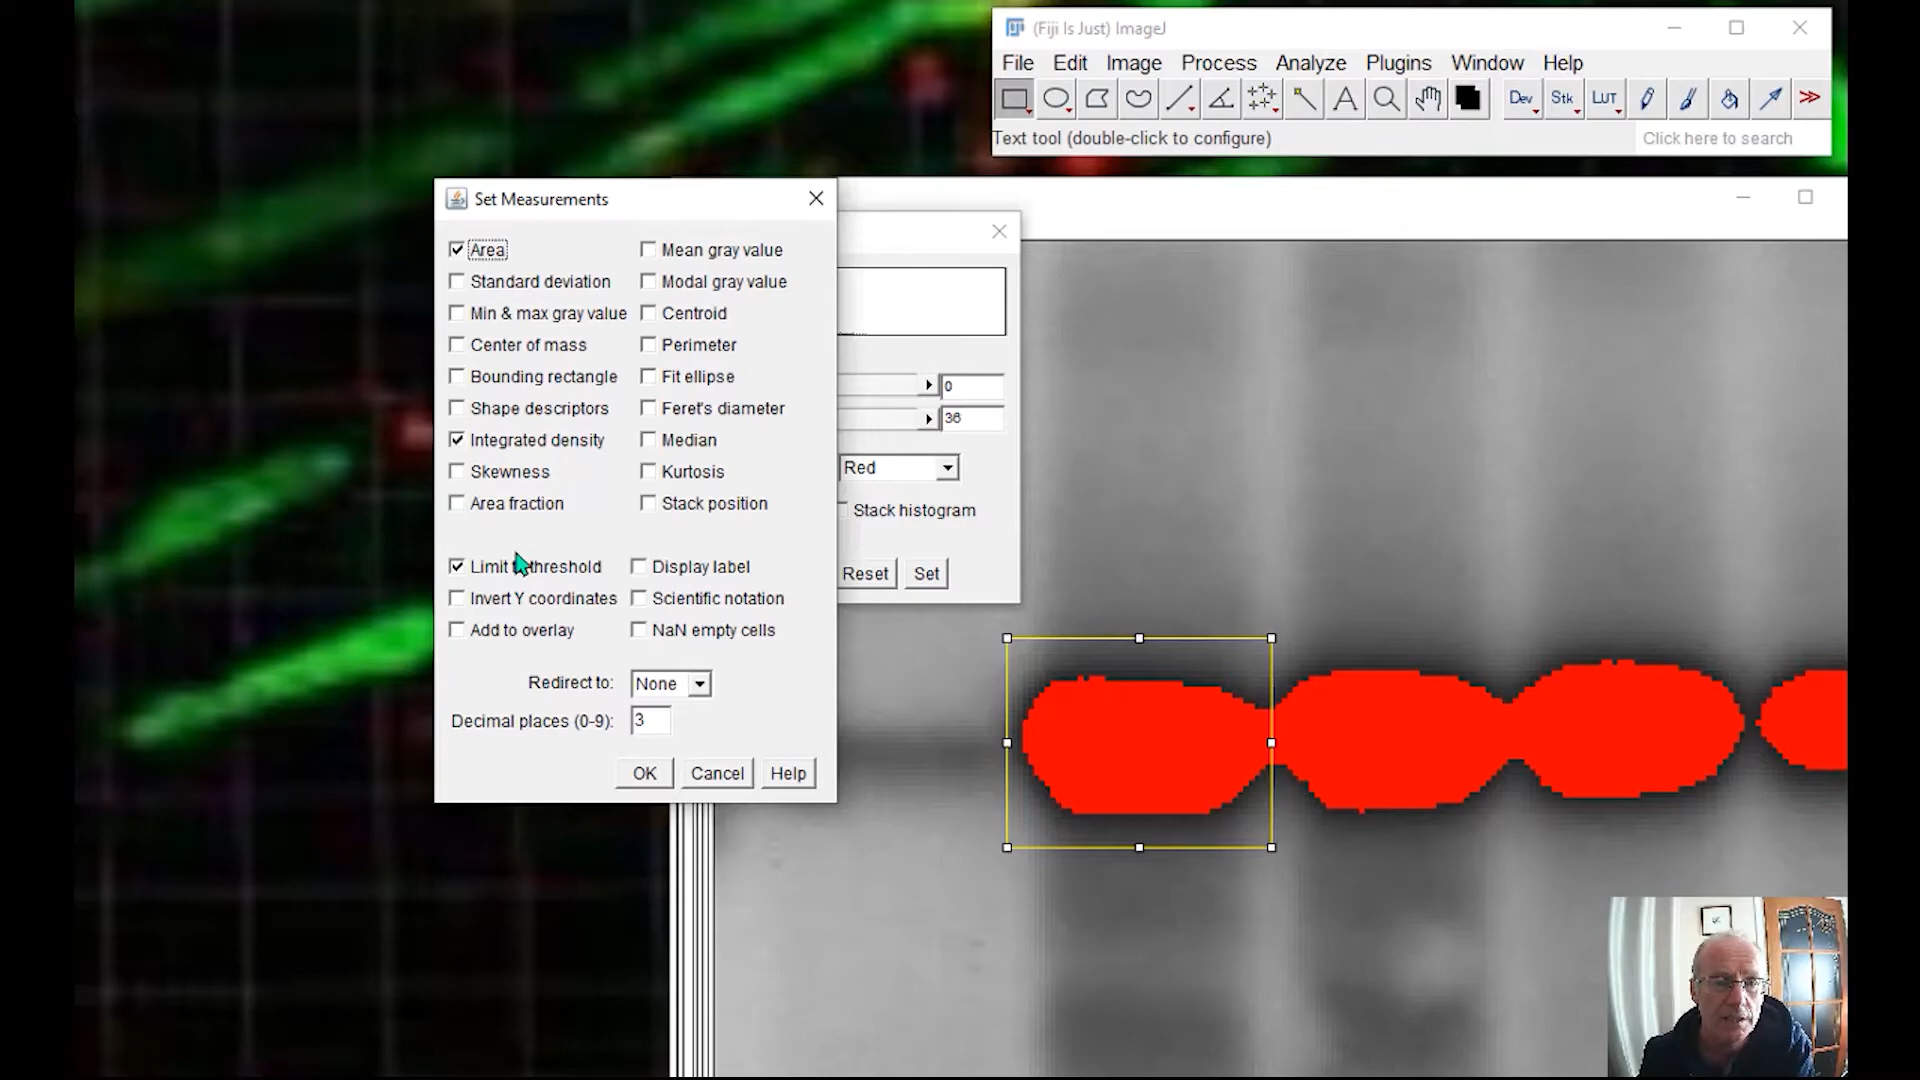 (Fiji Is Just) ImageJ
File Edit Image Process Analyze Plugins Window Help
Dev Stk LUT
Text tool (double-click to configure)
Click here to search
Set Measurements
Area
Mean gray value
Standard deviation
Modal gray value
Min & max gray value
Centroid
Center of mass
Perimeter
Bounding rectangle
Fit ellipse
Shape descriptors
Feret's diameter
Integrated density
Median
Skewness
Kurtosis
Area fraction
Stack position
Limit to threshold
Display label
Invert Y coordinates
Scientific notation
Add to overlay
NaN empty cells
Redirect to: None
Decimal places (0-9): 3
OK Cancel Help
0
36
Red
Stack histogram
Reset Set